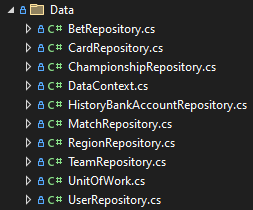 Data
C# BetRepository.cs
C# CardRepository.cs
C# ChampionshipRepository.cs
C# DataContext.cs
C# HistoryBankAccountRepository.cs
C# MatchRepository.cs
C# RegionRepository.cs
C# TeamRepository.cs
C# UnitOfWork.cs
C# UserRepository.cs